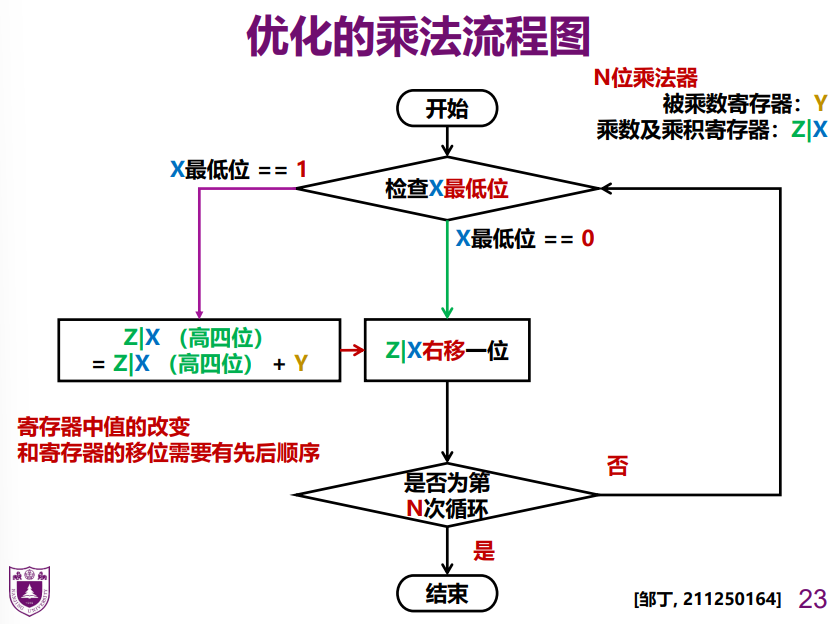 优化的乘法流程图
N位乘法器
被乘数寄存器：Y
乘数及乘积寄存器：Z|X
开始
X最低位 == 1
检查X最低位
X最低位 == 0
Z|X （高四位）
= Z|X （高四位） + Y
Z|X右移一位
寄存器中值的改变
和寄存器的移位需要有先后顺序
是否为第
N次循环
否
是
结束
[邹丁, 211250164]
23